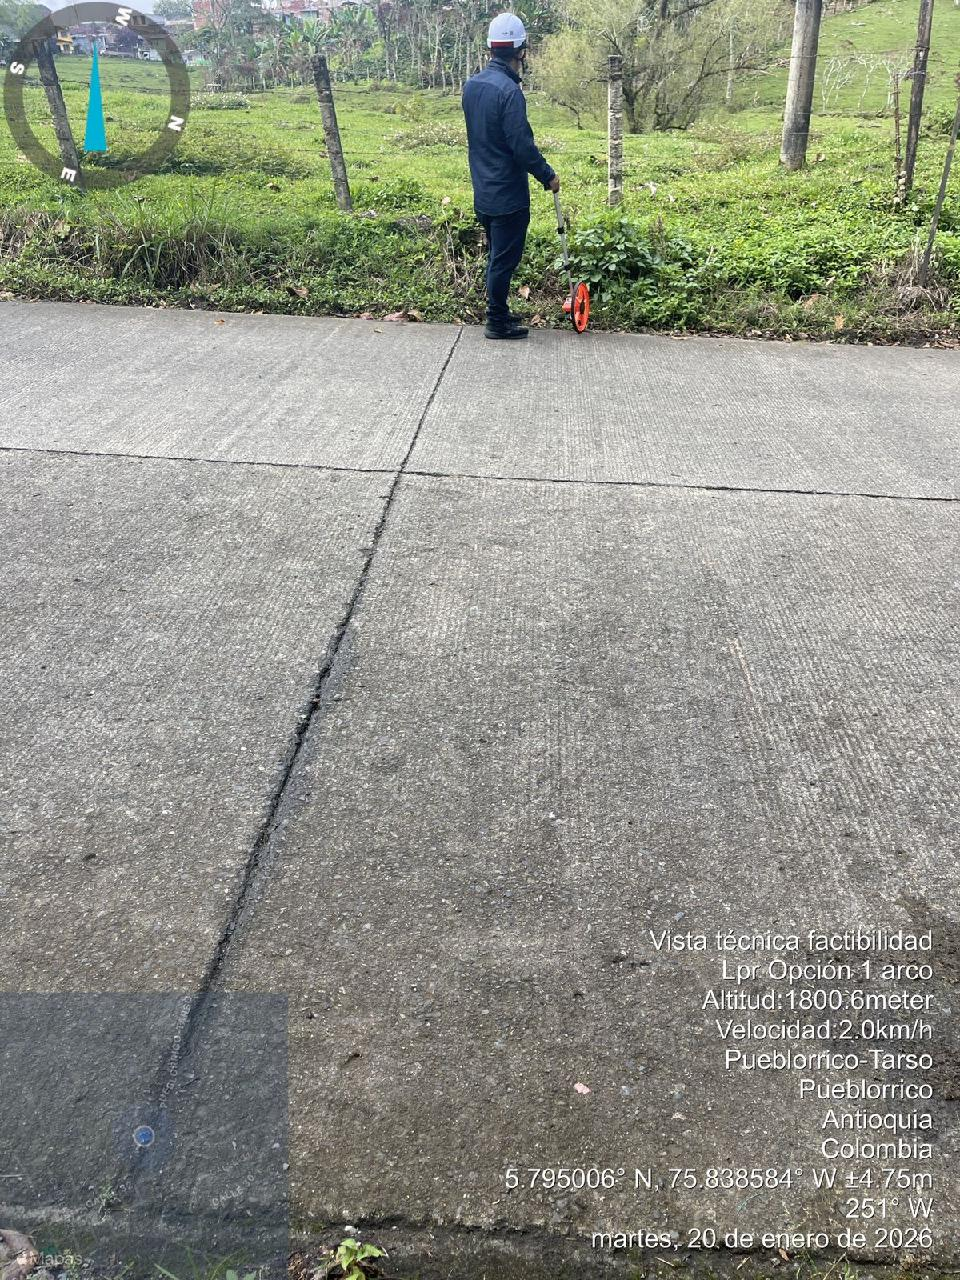 S
W
N
E
Vista técnica factibilidad
Lpr Opción 1 arco
Altitud:1800.6meter
Velocidad:2.0km/h
Pueblorrico-Tarso
Pueblorrico
Antioquia
Colombia
5.795006° N, 75.838584° W ±4.75m
251° W
martes, 20 de enero de 2026
Mapas